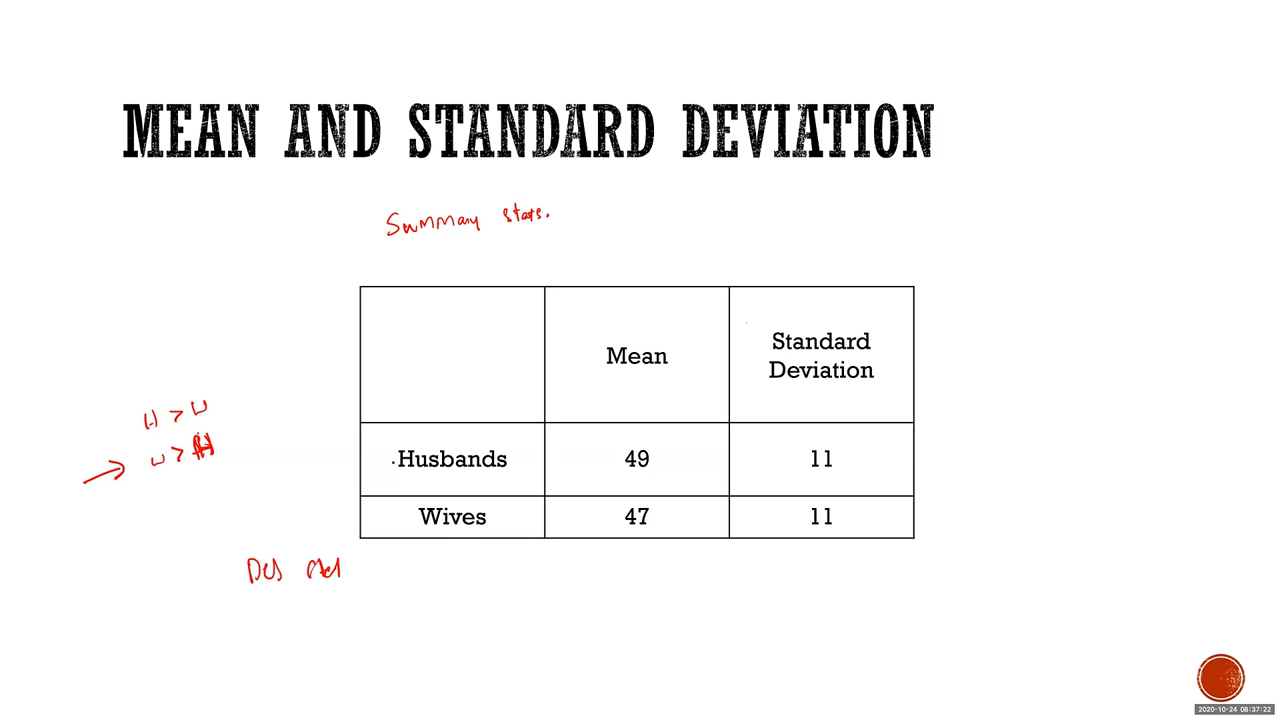 MEAN AND STANDARD DEVIATION
Summary stats.
Mean
Standard
Deviation
H > W
W > H
Husbands 49 11
Wives 47 11
2020-10-24 08:37:22